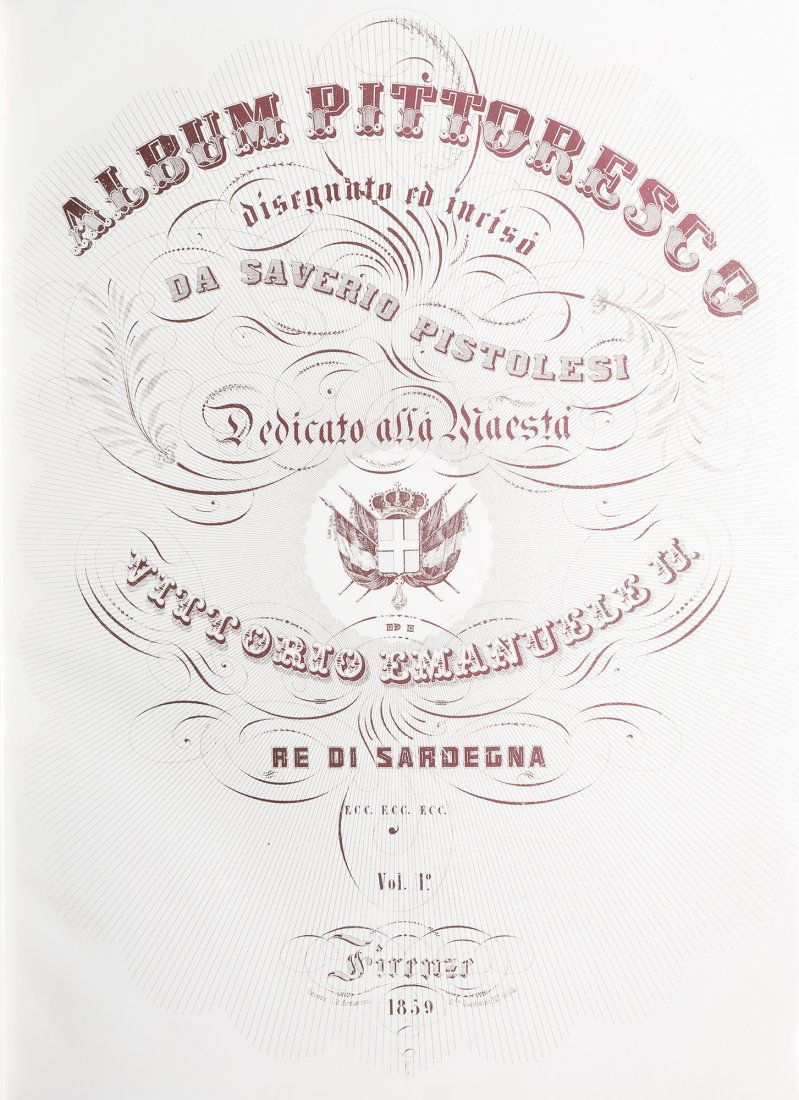 ALBUM PITTORESCO
disegnato ed inciso
DA SAVERIO PISTOLESI
Dedicato alla Maestà
DI
VITTORIO EMANUELE II.
RE DI SARDEGNA
ECC. ECC. ECC.
Vol. 1º.
Firenze
1859